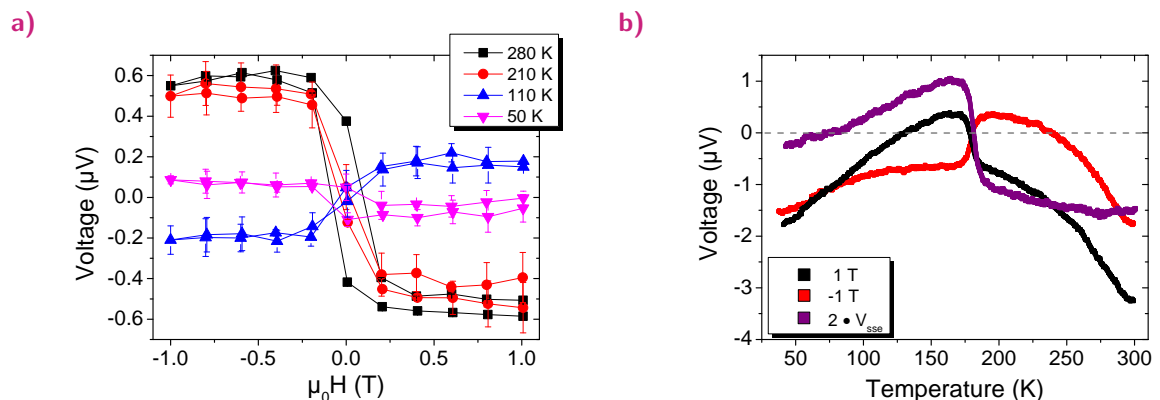 a)
280 K
210 K
110 K
50 K
0.6
0.4
0.2
0.0
-0.2
-0.4
-0.6
Voltage (µV)
-1.0
-0.5
0.0
0.5
1.0
µ₀H (T)
b)
1
0
-1
-2
-3
-4
Voltage (µV)
1 T
-1 T
2 • Vsse
50
100
150
200
250
300
Temperature (K)